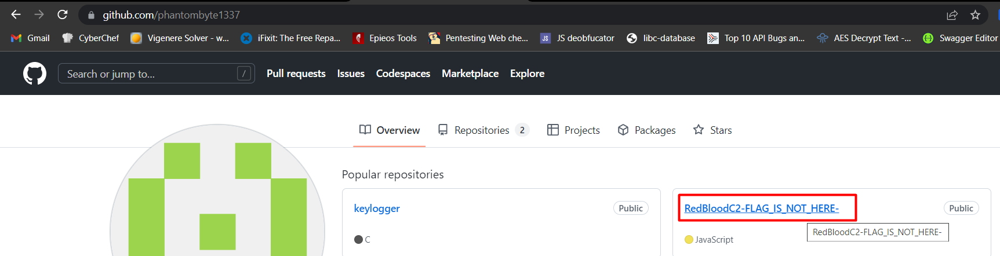 github.com/phantombyte1337
Gmail CyberChef Vigenere Solver - w... iFixit: The Free Repa... Epieos Tools Pentesting Web che... JS JS deobfucator libc-database Top 10 API Bugs an... AES Decrypt Text -... Swagger Editor
Search or jump to... / Pull requests Issues Codespaces Marketplace Explore
Overview Repositories 2 Projects Packages Stars
Popular repositories
keylogger Public RedBloodC2-FLAG_IS_NOT_HERE- Public
RedBloodC2-FLAG_IS_NOT_HERE-
C JavaScript